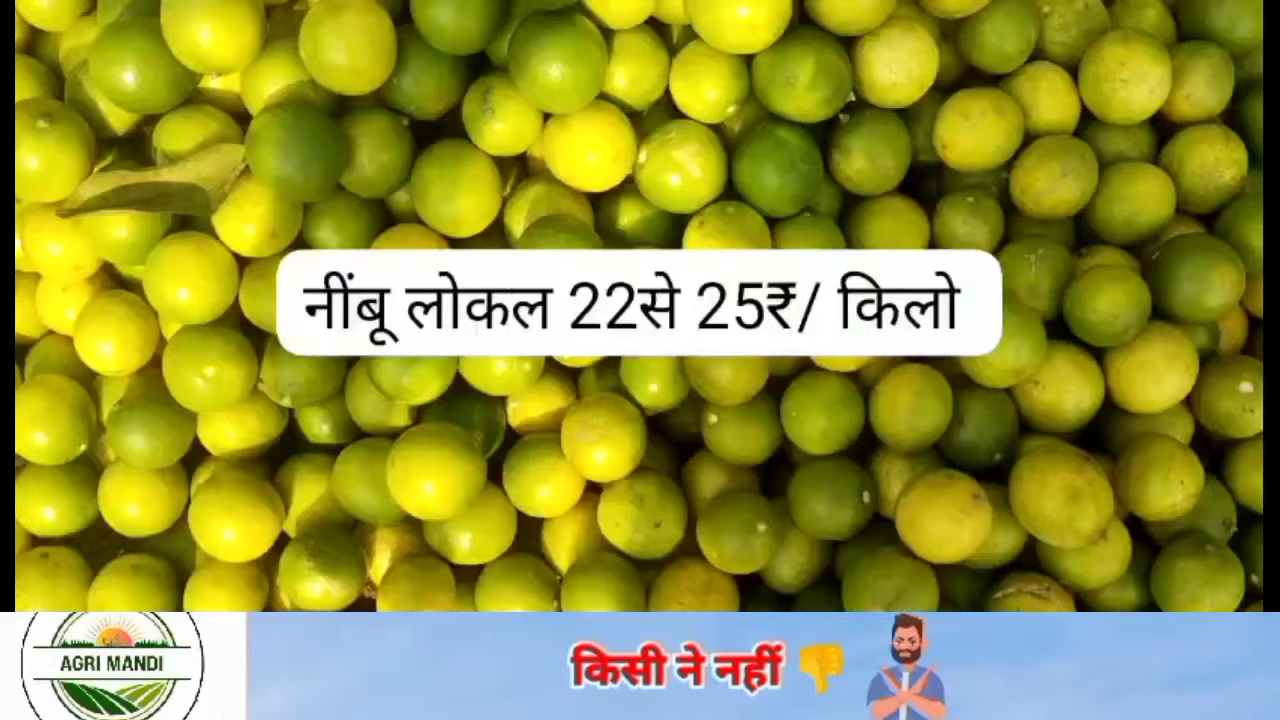 नींबू लोकल 22से 25₹/ किलो
AGRI MANDI
किसी ने नहीं